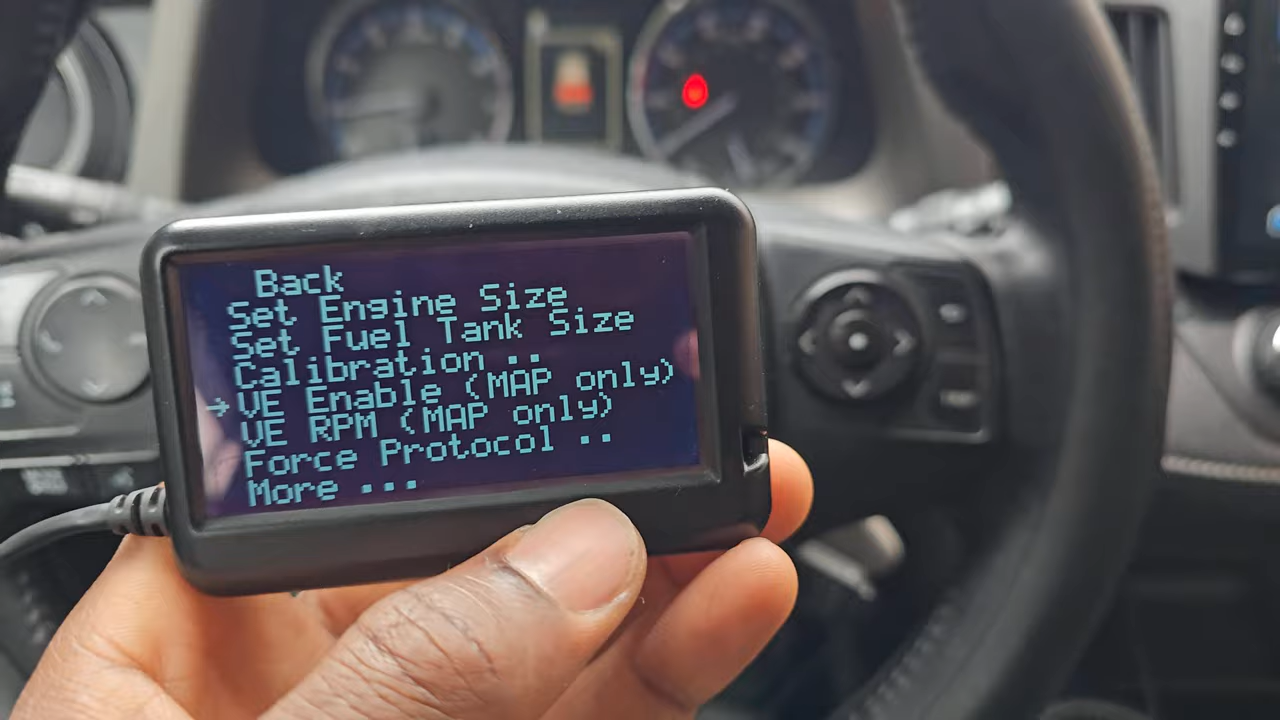 Back
Set Engine Size
Set Fuel Tank Size
Calibration ..
→VE Enable (MAP only)
VE RPM (MAP only)
Force Protocol ..
More ...